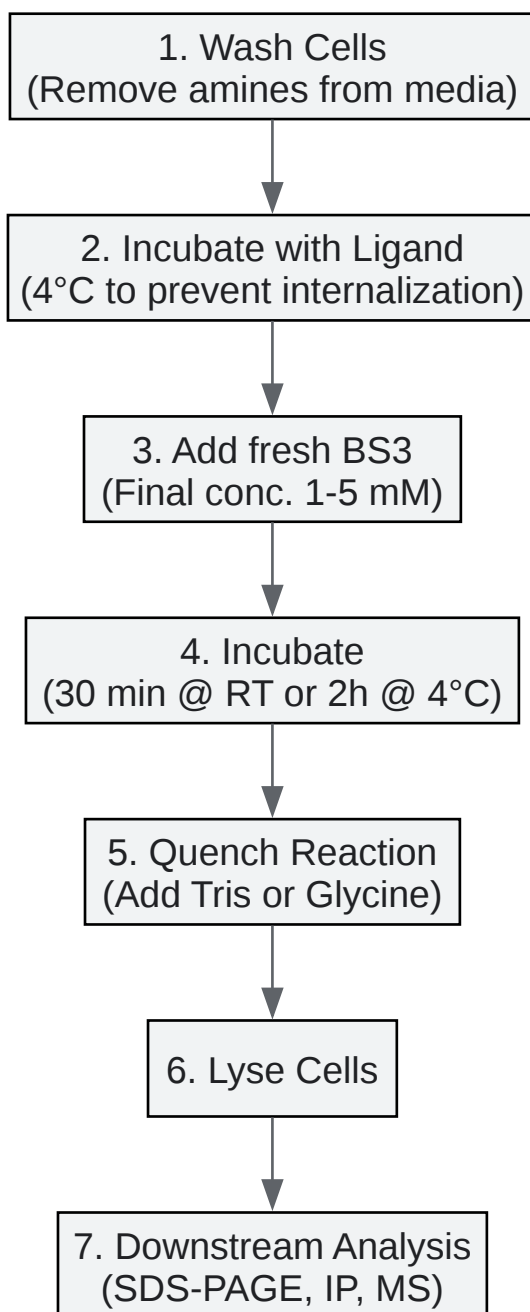 1. Wash Cells
(Remove amines from media)
2. Incubate with Ligand
(4°C to prevent internalization)
3. Add fresh BS3
(Final conc. 1-5 mM)
4. Incubate
(30 min @ RT or 2h @ 4°C)
5. Quench Reaction
(Add Tris or Glycine)
6. Lyse Cells
7. Downstream Analysis
(SDS-PAGE, IP, MS)